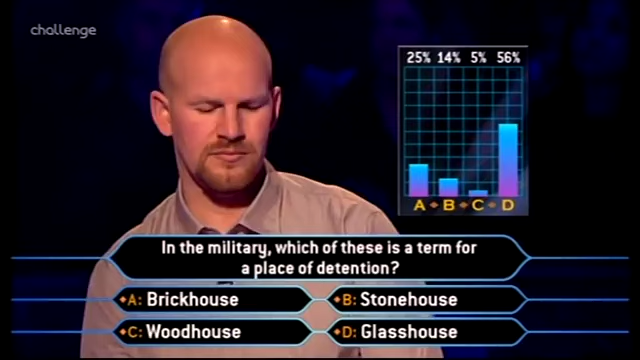 challenge
25% 14% 5% 56%
A B C D
In the military, which of these is a term for
a place of detention?
A: Brickhouse
B: Stonehouse
C: Woodhouse
D: Glasshouse